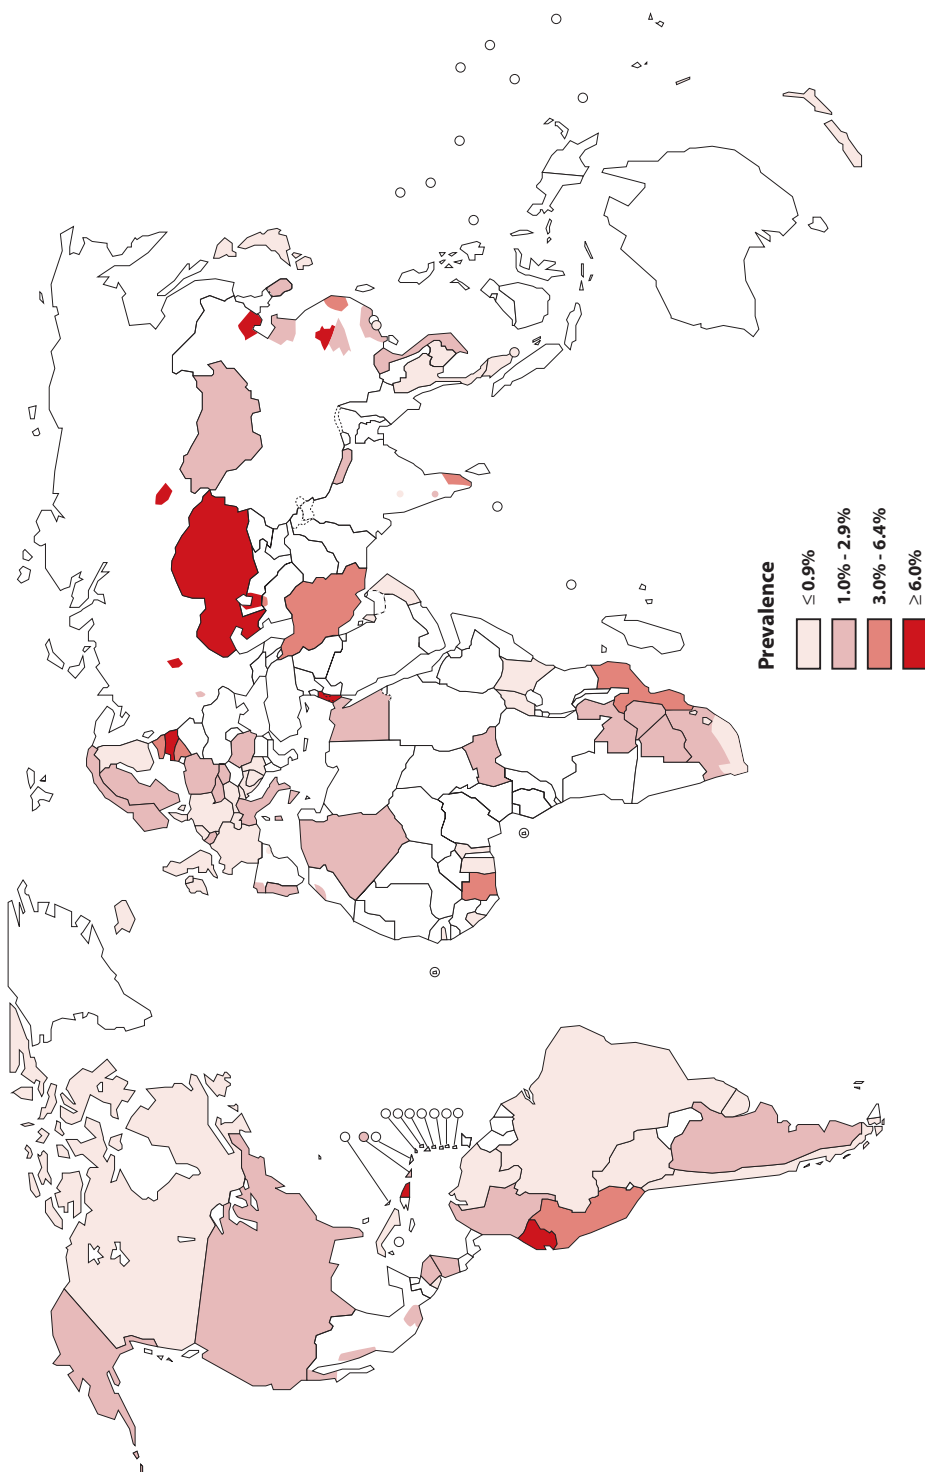 Prevalence
≤ 0.9%
1.0% - 2.9%
3.0% - 6.4%
≥ 6.0%
a
a